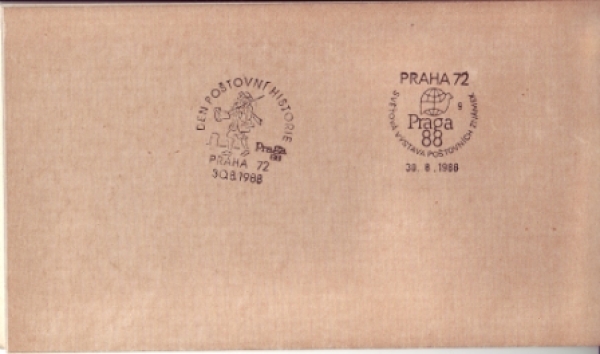 DEN POŠTOVNÍ HISTORIE
Praga
88
PRAHA 72
30.8.1988
PRAHA 72
Praga
88
SVĚTOVÁ VÝSTAVA POŠTOVNÍCH ZNÁMEK
30.8.1988